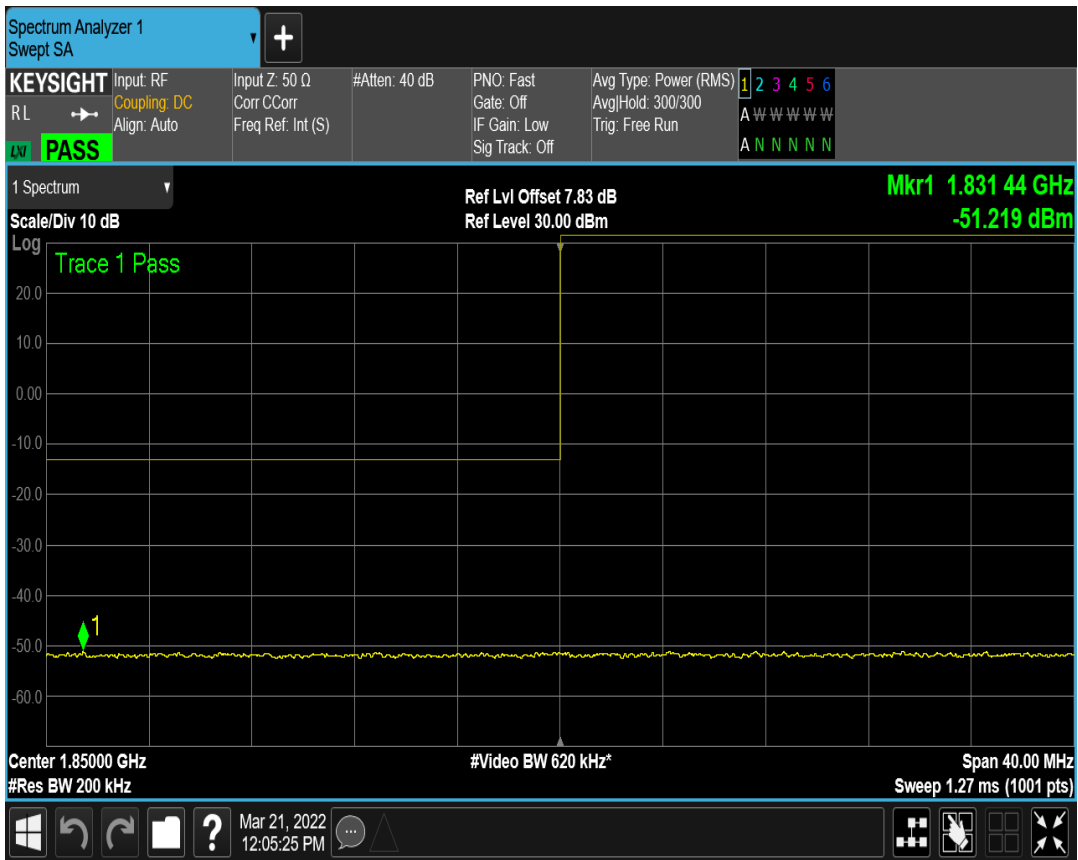 Spectrum Analyzer 1
Swept SA
+
KEYSIGHT
R L
LXI PASS
Input: RF
Coupling: DC
Align: Auto
Input Z: 50 Ω
Corr CCorr
Freq Ref: Int (S)
#Atten: 40 dB
PNO: Fast
Gate: Off
IF Gain: Low
Sig Track: Off
Avg Type: Power (RMS)
Avg|Hold: 300/300
Trig: Free Run
1 2 3 4 5 6
A W W W W W
A N N N N N
1 Spectrum
Scale/Div 10 dB
Ref Lvl Offset 7.83 dB
Ref Level 30.00 dBm
Mkr1 1.831 44 GHz
-51.219 dBm
Log
Trace 1 Pass
20.0
10.0
0.00
-10.0
-20.0
-30.0
-40.0
1
-50.0
-60.0
Center 1.85000 GHz
#Res BW 200 kHz
#Video BW 620 kHz*
Span 40.00 MHz
Sweep 1.27 ms (1001 pts)
?
Mar 21, 2022
12:05:25 PM